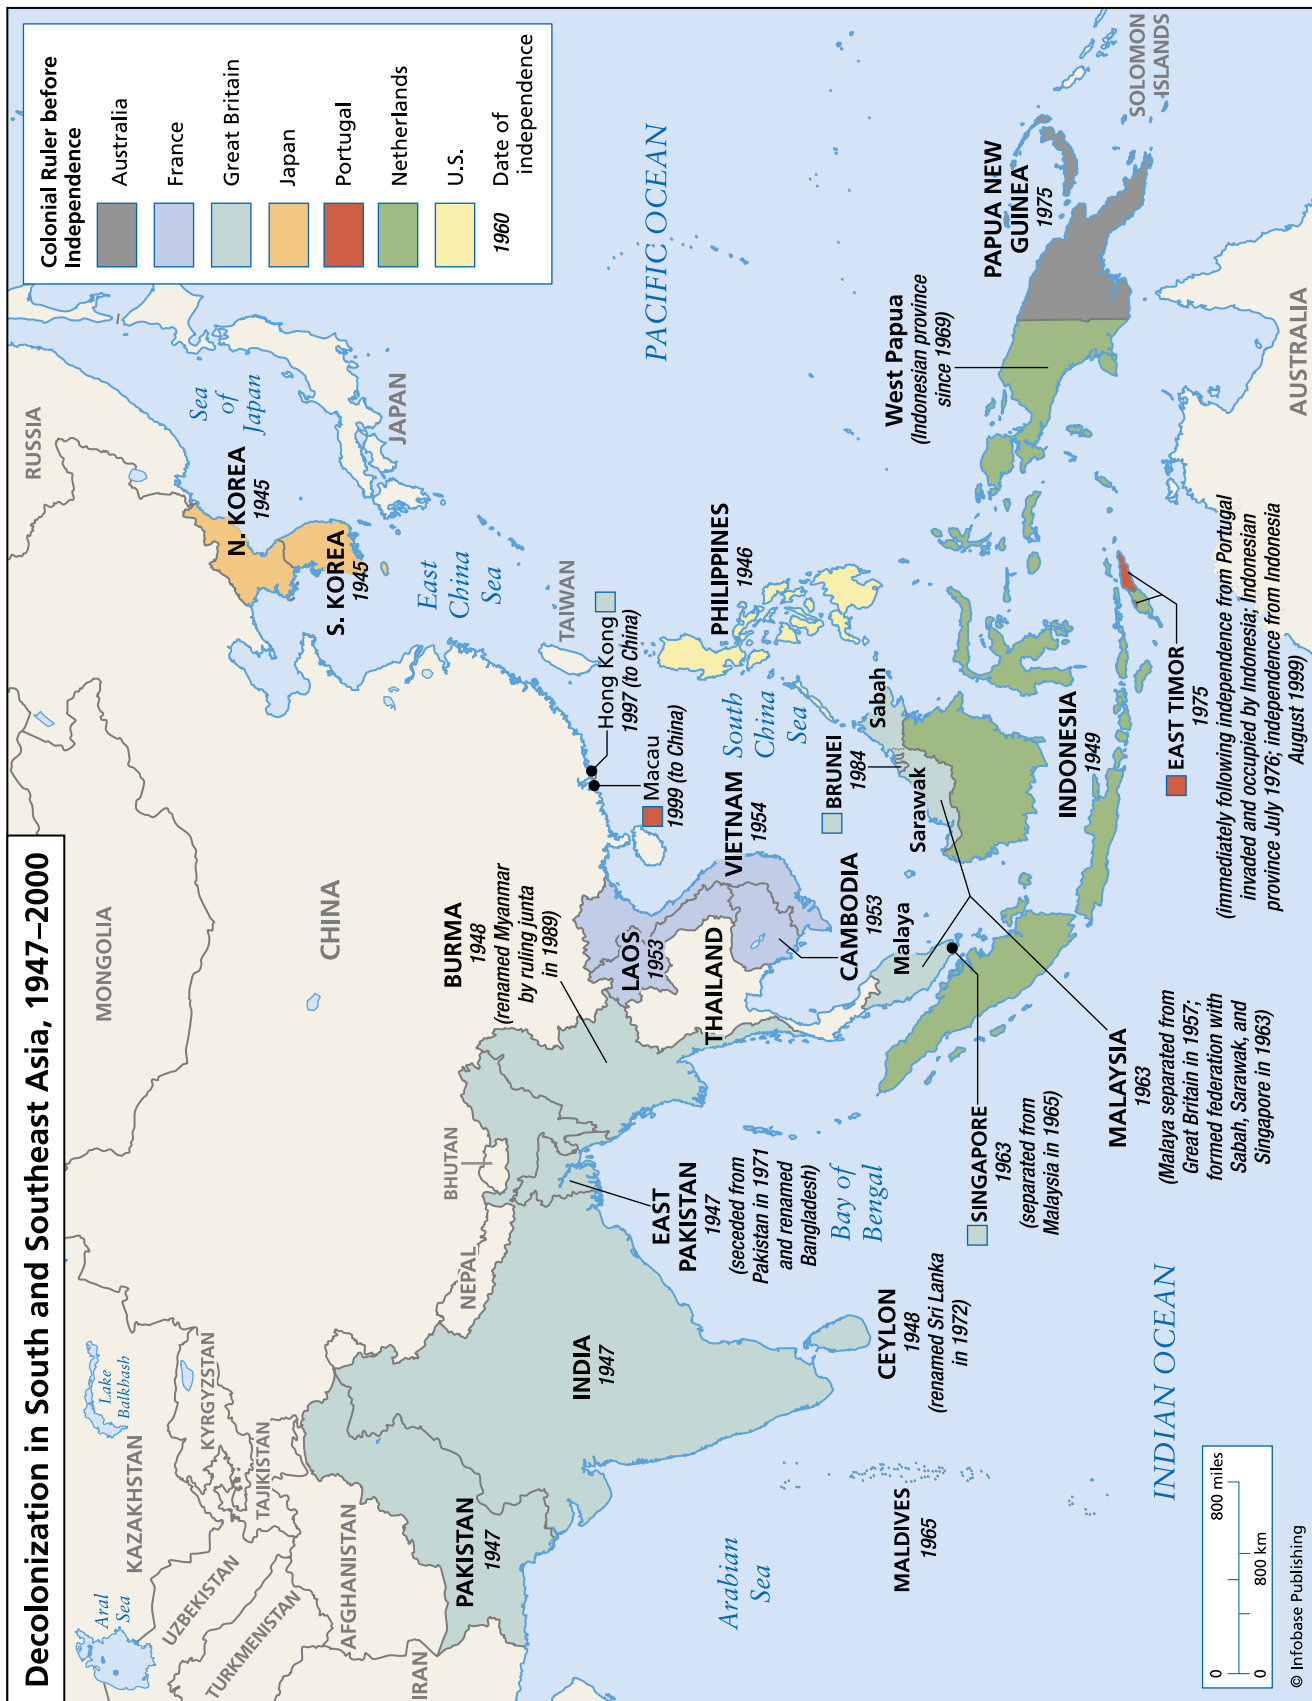 Decolonization in South and Southeast Asia, 1947–2000
Colonial Ruler before
Independence
Australia
France
Great Britain
Japan
Portugal
Netherlands
U.S.
1960
Date of
independence
RUSSIA
MONGOLIA
KAZAKHSTAN
Lake
Balkhash
Aral
Sea
UZBEKISTAN
KYRGYZSTAN
TAJIKISTAN
TURKMENISTAN
AFGHANISTAN
IRAN
CHINA
Sea
of
Japan
JAPAN
N. KOREA
1945
S. KOREA
1945
East
China
Sea
TAIWAN
PACIFIC OCEAN
Hong Kong
1997 (to China)
Macau
1999 (to China)
PAKISTAN
1947
INDIA
1947
NEPAL
BHUTAN
EAST
PAKISTAN
1947
(seceded from
Pakistan in 1971
and renamed
Bangladesh)
BURMA
1948
(renamed Myanmar
by ruling junta
in 1989)
LAOS
1953
THAILAND
VIETNAM
1954
CAMBODIA
1953
South
China
Sea
PHILIPPINES
1946
Arabian
Sea
Bay of
Bengal
MALDIVES
1965
CEYLON
1948
(renamed Sri Lanka
in 1972)
SINGAPORE
1963
(separated from
Malaysia in 1965)
Malaya
BRUNEI
1984
Sabah
Sarawak
MALAYSIA
1963
(Malaya separated from
Great Britain in 1957;
formed federation with
Sabah, Sarawak, and
Singapore in 1963)
INDONESIA
1949
EAST TIMOR
1975
(immediately following independence from Portugal
invaded and occupied by Indonesia; Indonesian
province July 1976; independence from Indonesia
August 1999)
West Papua
(Indonesian province
since 1969)
PAPUA NEW
GUINEA
1975
SOLOMON
ISLANDS
AUSTRALIA
INDIAN OCEAN
0
800 miles
0
800 km
© Infobase Publishing